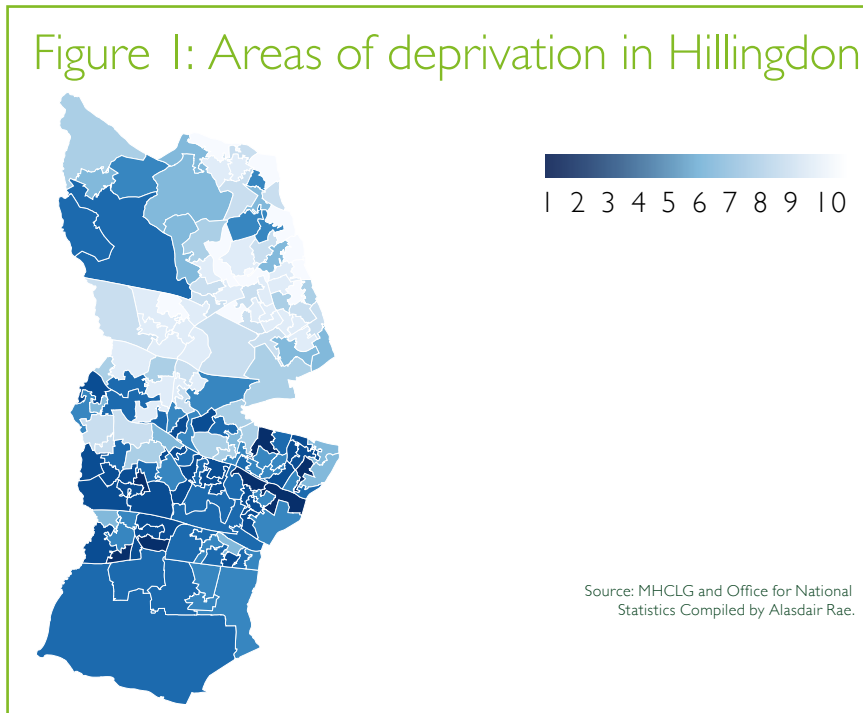 Figure 1: Areas of deprivation in Hillingdon
1 2 3 4 5 6 7 8 9 10
Source: MHCLG and Office for National
Statistics Compiled by Alasdair Rae.